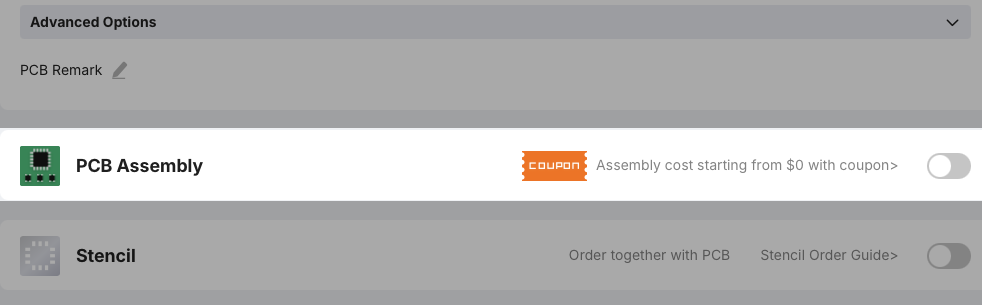 Advanced Options
PCB Remark
PCB Assembly
COUPON
Assembly cost starting from $0 with coupon>
Stencil
Order together with PCB
Stencil Order Guide>